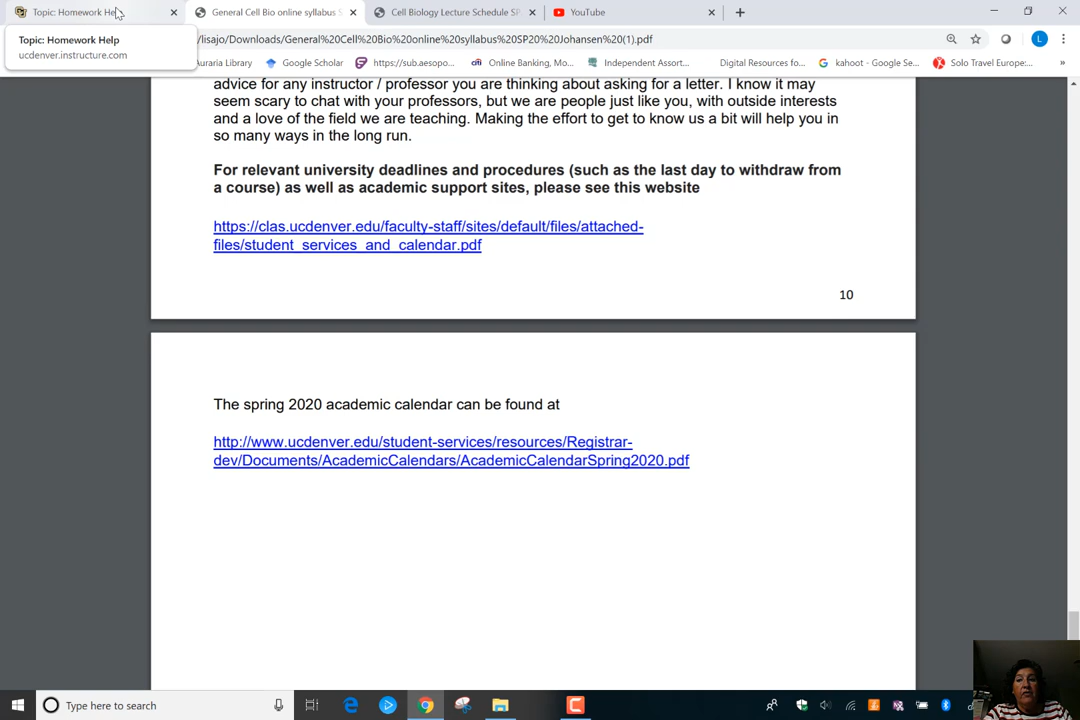 Topic: Homework Hel
General Cell Bio online syllabus S
Cell Biology Lecture Schedule SP
YouTube
Topic: Homework Help
ucdenver.instructure.com
/lisajo/Downloads/General%20Cell%20Bio%20online%20syllabus%20SP20%20Johansen%20(1).pdf
L
Auraria Library
Google Scholar
https://sub.aesopo...
Online Banking, Mo...
Independent Assort...
Digital Resources fo...
kahoot - Google Se...
Solo Travel Europe:...
»
advice for any instructor / professor you are thinking about asking for a letter. I know it may
seem scary to chat with your professors, but we are people just like you, with outside interests
and a love of the field we are teaching. Making the effort to get to know us a bit will help you in
so many ways in the long run.
For relevant university deadlines and procedures (such as the last day to withdraw from
a course) as well as academic support sites, please see this website
https://clas.ucdenver.edu/faculty-staff/sites/default/files/attached-
files/student_services_and_calendar.pdf
10
The spring 2020 academic calendar can be found at
http://www.ucdenver.edu/student-services/resources/Registrar-
dev/Documents/AcademicCalendars/AcademicCalendarSpring2020.pdf
Type here to search